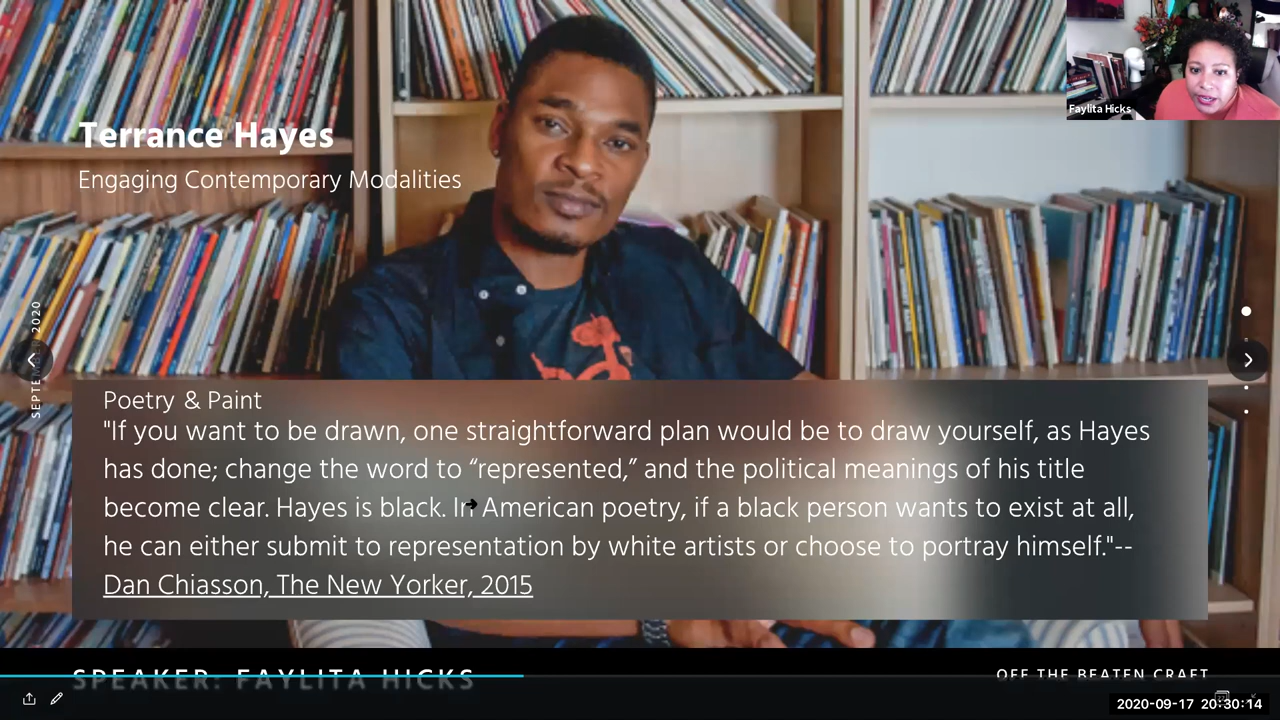 Faylita Hicks
Terrance Hayes
Engaging Contemporary Modalities
SEPTEMBER 2020
Poetry & Paint
"If you want to be drawn, one straightforward plan would be to draw yourself, as Hayes
has done; change the word to “represented,” and the political meanings of his title
become clear. Hayes is black. In American poetry, if a black person wants to exist at all,
he can either submit to representation by white artists or choose to portray himself."--
Dan Chiasson, The New Yorker, 2015
SPEAKER: FAYLITA HICKS
OFF THE BEATEN CRAFT
2020-09-17 20:30:14